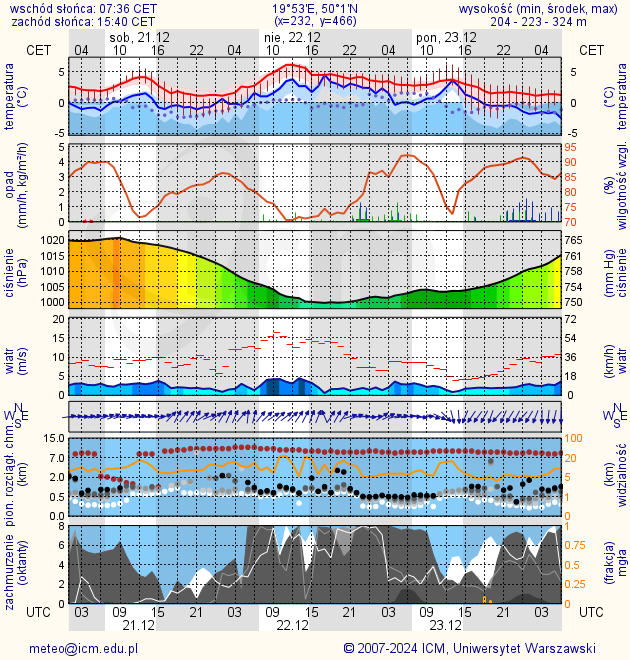 wschód słońca: 07:36 CET 19°53'E, 50°1'N wysokość (min, środek, max)
zachód słońca: 15:40 CET (x=232, y=466) 204 - 223 - 324 m
sob, 21.12 nie, 22.12 pon, 23.12
CET 04 10 16 22 04 10 16 22 04 10 16 22 04 CET
temperatura (°C) 5 0 -5
5 0 -5 (°C) temperatura
opad (mm/h, kg/m²/h) 5 4 3 2 1 0
95 90 85 80 75 70 (%) wilgotność wzgl.
ciśnienie (hPa) 1020 1015 1010 1005 1000
765 761 758 754 750 (mm Hg) ciśnienie
wiatr (m/s) 20 15 10 5 0
72 54 36 18 0 (km/h) wiatr
N W E S
N W E S
pion. rozciągł. chm. (km) 15.0 7.0 2.0 0.5 0.0
100 20 5 1 0 (km) widzialność
zachmurzenie (oktanty) 8 6 4 2 0
1 0.75 0.5 0.25 0 (frakcja) mgła
UTC 03 09 15 21 03 09 15 21 03 09 15 21 03 UTC
21.12 22.12 23.12
meteo@icm.edu.pl © 2007-2024 ICM, Uniwersytet Warszawski